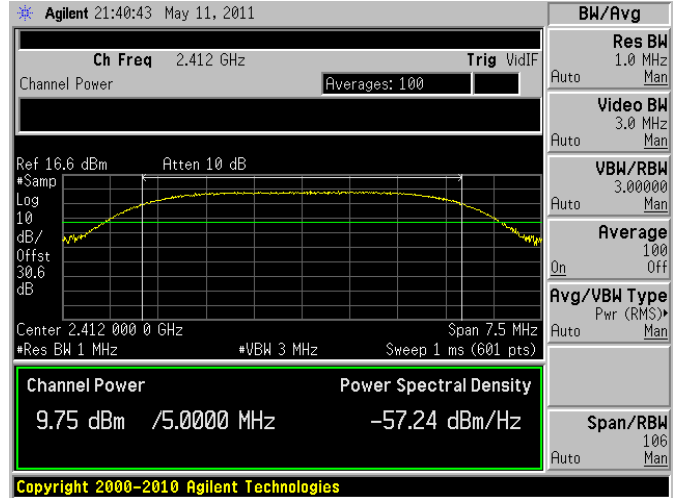 Agilent 21:40:43 May 11, 2011
Ch Freq 2.412 GHz Trig VidIF
Channel Power Averages: 100
Ref 16.6 dBm Atten 10 dB
#Samp
Log
10
dB/
Offst
30.6
dB
Center 2.412 000 0 GHz Span 7.5 MHz
#Res BW 1 MHz #VBW 3 MHz Sweep 1 ms (601 pts)
Channel Power Power Spectral Density
9.75 dBm /5.0000 MHz -57.24 dBm/Hz
Copyright 2000-2010 Agilent Technologies
BW/Avg
Res BW
1.0 MHz
Auto Man
Video BW
3.0 MHz
Auto Man
VBW/RBW
3.00000
Auto Man
Average
100
On Off
Avg/VBW Type
Pwr (RMS)▸
Auto Man
Span/RBW
106
Auto Man